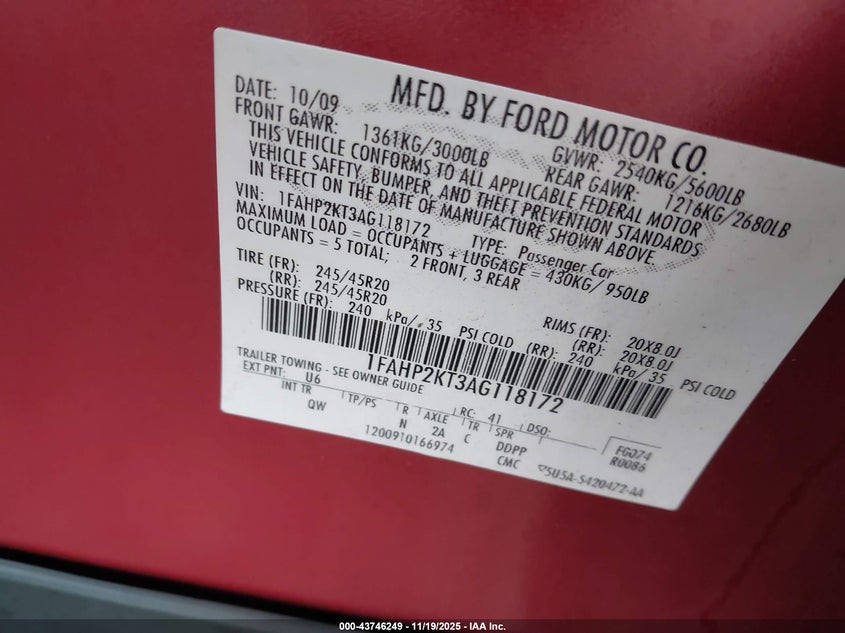 MFD. BY FORD MOTOR CO.
DATE: 10/09
GVWR: 2540KG/5600LB
FRONT GAWR: 1361KG/3000LB
REAR GAWR: 1216KG/2680LB
THIS VEHICLE CONFORMS TO ALL APPLICABLE FEDERAL MOTOR
VEHICLE SAFETY, BUMPER, AND THEFT PREVENTION STANDARDS
IN EFFECT ON THE DATE OF MANUFACTURE SHOWN ABOVE.
VIN: 1FAHP2KT3AG118172
TYPE: Passenger Car
MAXIMUM LOAD = OCCUPANTS + LUGGAGE = 430KG/950LB
OCCUPANTS = 5 TOTAL; 2 FRONT, 3 REAR
TIRE (FR): 245/45R20 RIMS (FR): 20X8.0J
(RR): 245/45R20 (RR): 20X8.0J
PRESSURE (FR): 240 kPa/ 35 PSI COLD (RR): 240 kPa/35 PSI COLD
1FAHP2KT3AG118172
TRAILER TOWING - SEE OWNER GUIDE
EXT PNT: U6 RC: 41 DSO:
INT TR TP/PS R AXLE TR SPR
QW N 2A C DDPP
1200910166974 CMC
FG074
R0086
▽5U5A-5420472-AA
000-43746249 - 11/19/2025 - IAA Inc.